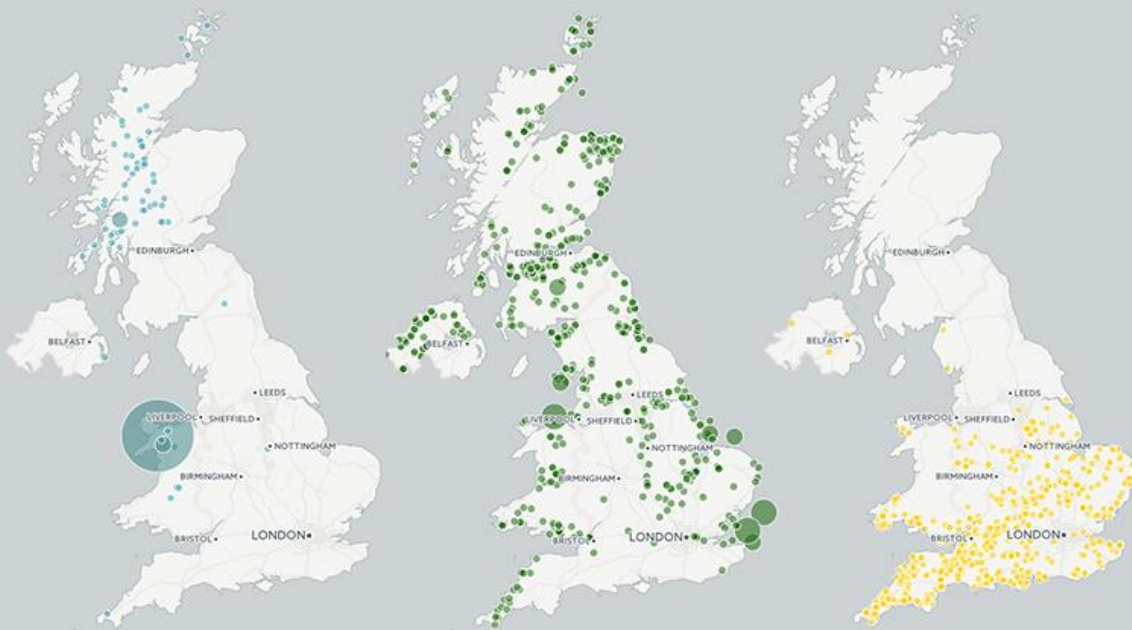 EDINBURGH
BELFAST
LEEDS
LIVERPOOL
SHEFFIELD
NOTTINGHAM
BIRMINGHAM
BRISTOL
LONDON
EDINBURGH
BELFAST
LEEDS
LIVERPOOL
SHEFFIELD
NOTTINGHAM
BIRMINGHAM
BRISTOL
LONDON
EDINBURGH
BELFAST
LEEDS
LIVERPOOL
SHEFFIELD
NOTTINGHAM
BIRMINGHAM
BRISTOL
LONDON